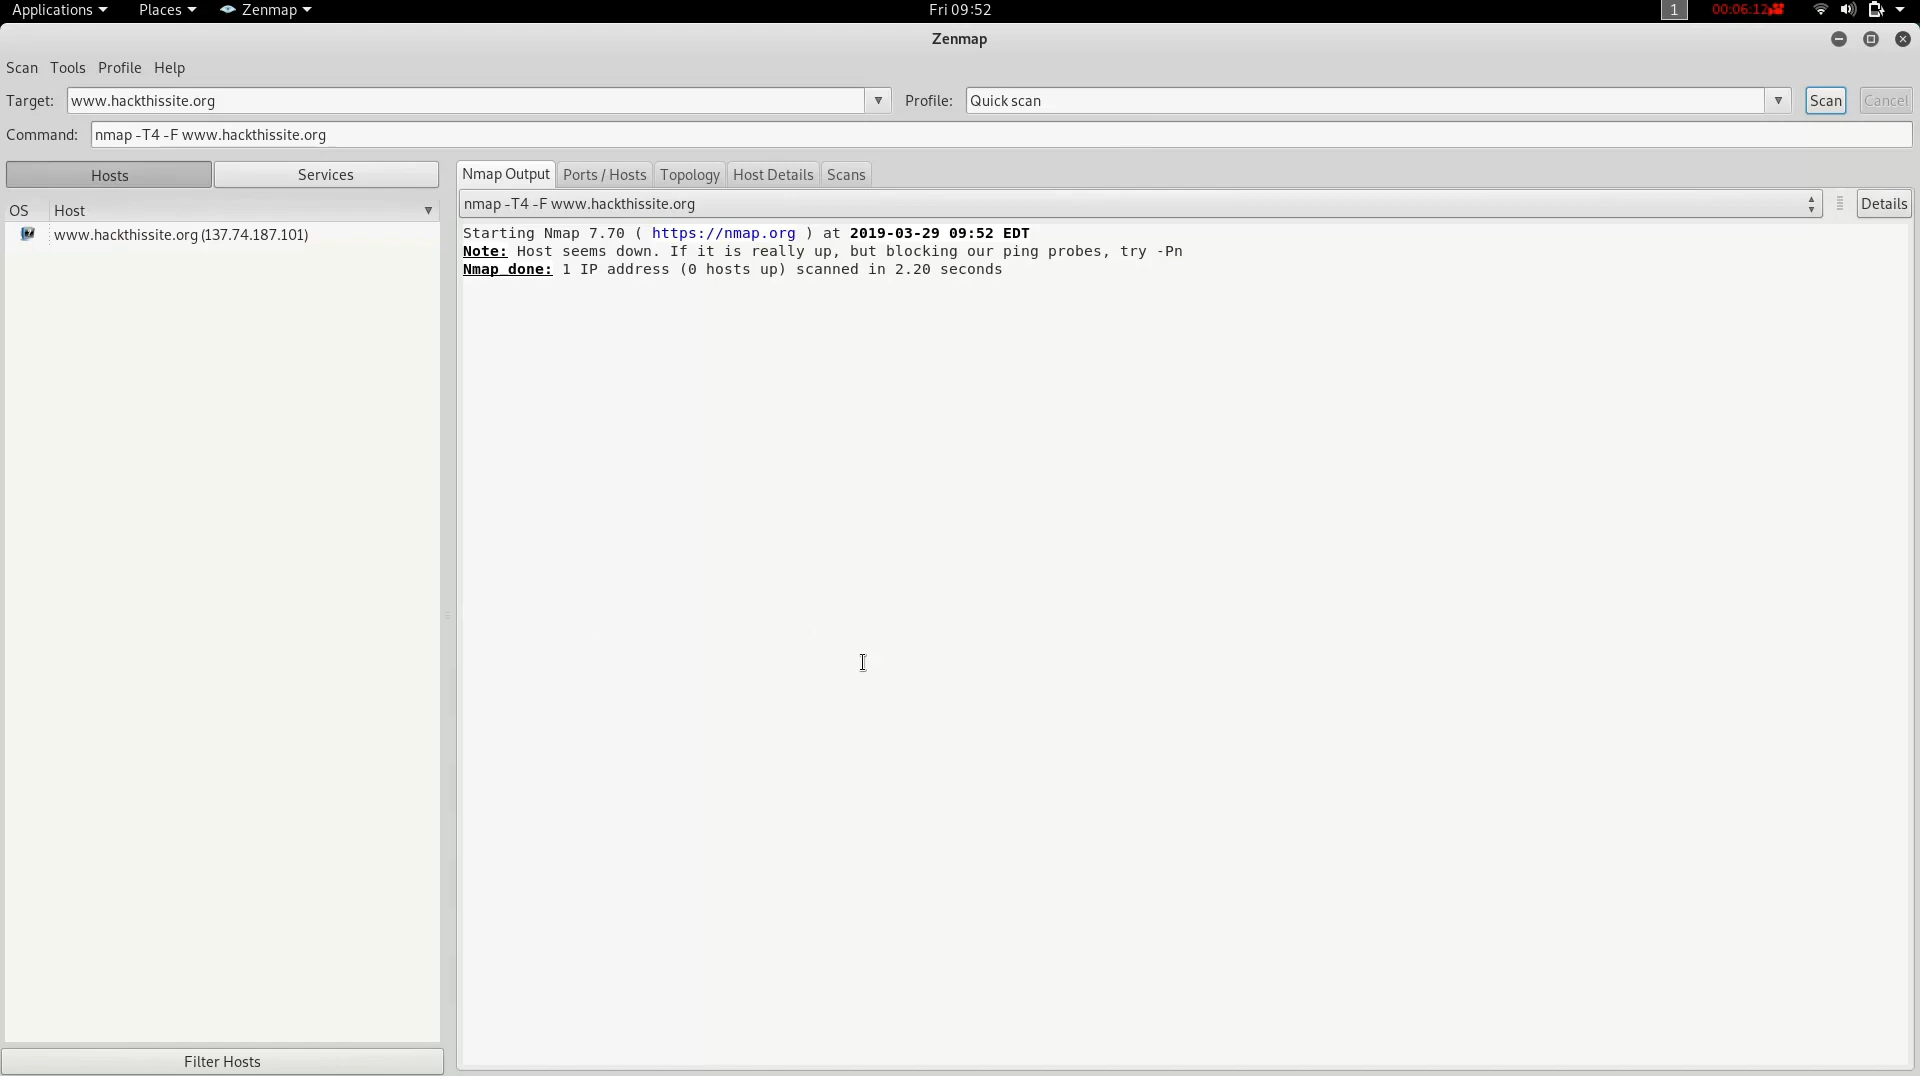 Applications Places Zenmap Fri 09:52 1 00:06:12
Zenmap
Scan Tools Profile Help
Target: www.hackthissite.org Profile: Quick scan Scan Cancel
Command: nmap -T4 -F www.hackthissite.org
Hosts Services Nmap Output Ports / Hosts Topology Host Details Scans
nmap -T4 -F www.hackthissite.org Details
OS Host
www.hackthissite.org (137.74.187.101)
Starting Nmap 7.70 ( https://nmap.org ) at 2019-03-29 09:52 EDT
Note: Host seems down. If it is really up, but blocking our ping probes, try -Pn
Nmap done: 1 IP address (0 hosts up) scanned in 2.20 seconds
Filter Hosts